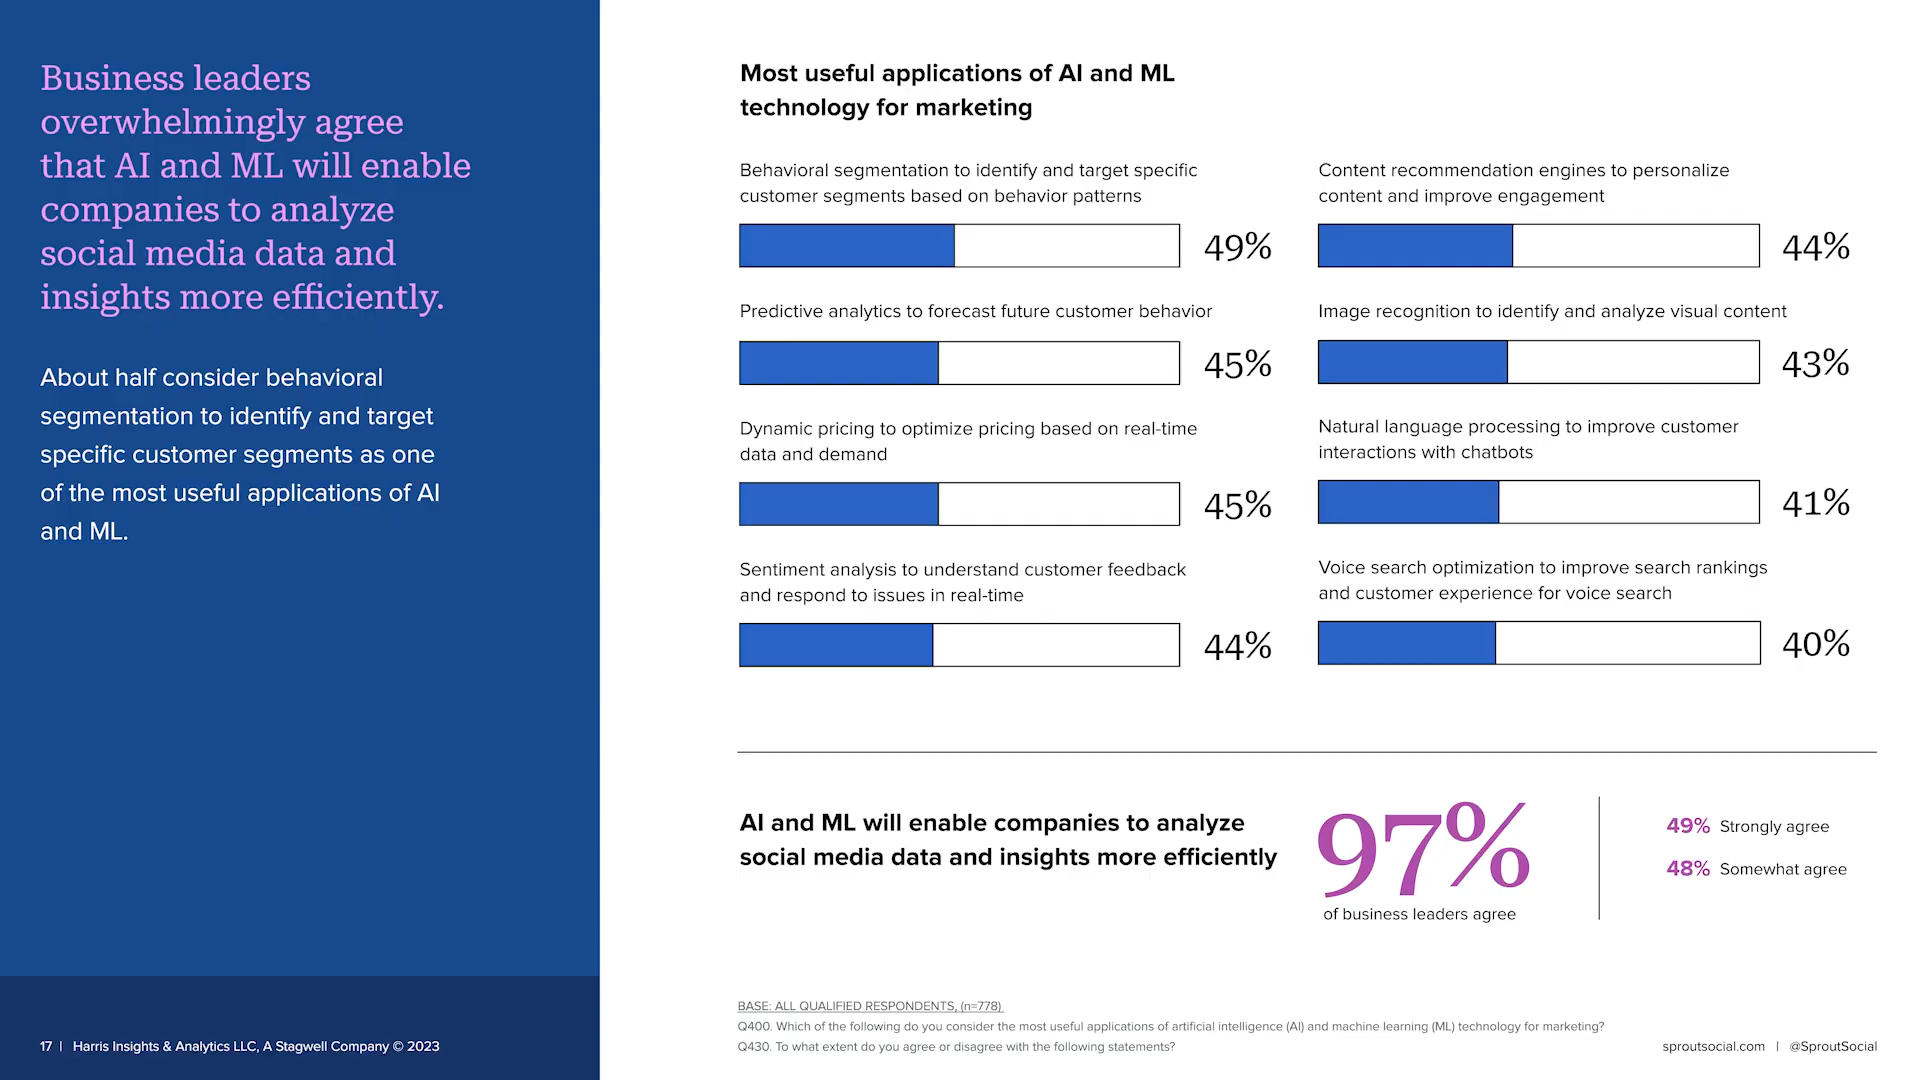 Business leaders
overwhelmingly agree
that AI and ML will enable
companies to analyze
social media data and
insights more efficiently.
About half consider behavioral
segmentation to identify and target
specific customer segments as one
of the most useful applications of AI
and ML.
17 | Harris Insights & Analytics LLC, A Stagwell Company © 2023
Most useful applications of AI and ML
technology for marketing
Behavioral segmentation to identify and target specific
customer segments based on behavior patterns
49%
Predictive analytics to forecast future customer behavior
45%
Dynamic pricing to optimize pricing based on real-time
data and demand
45%
Sentiment analysis to understand customer feedback
and respond to issues in real-time
44%
Content recommendation engines to personalize
content and improve engagement
44%
Image recognition to identify and analyze visual content
43%
Natural language processing to improve customer
interactions with chatbots
41%
Voice search optimization to improve search rankings
and customer experience for voice search
40%
AI and ML will enable companies to analyze
social media data and insights more efficiently
97%
of business leaders agree
49% Strongly agree
48% Somewhat agree
BASE: ALL QUALIFIED RESPONDENTS, (n=778)
Q400. Which of the following do you consider the most useful applications of artificial intelligence (AI) and machine learning (ML) technology for marketing?
Q430. To what extent do you agree or disagree with the following statements?
sproutsocial.com | @SproutSocial